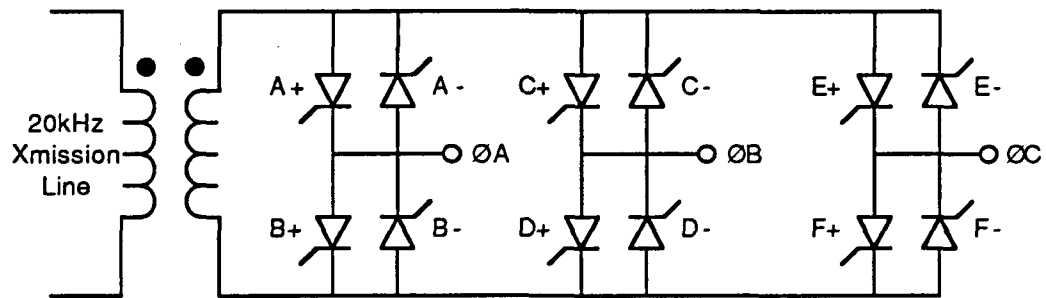 A+ A- C+ C- E+ E-
20kHz
Xmission
Line
ØA ØB ØC
B+ B- D+ D- F+ F-